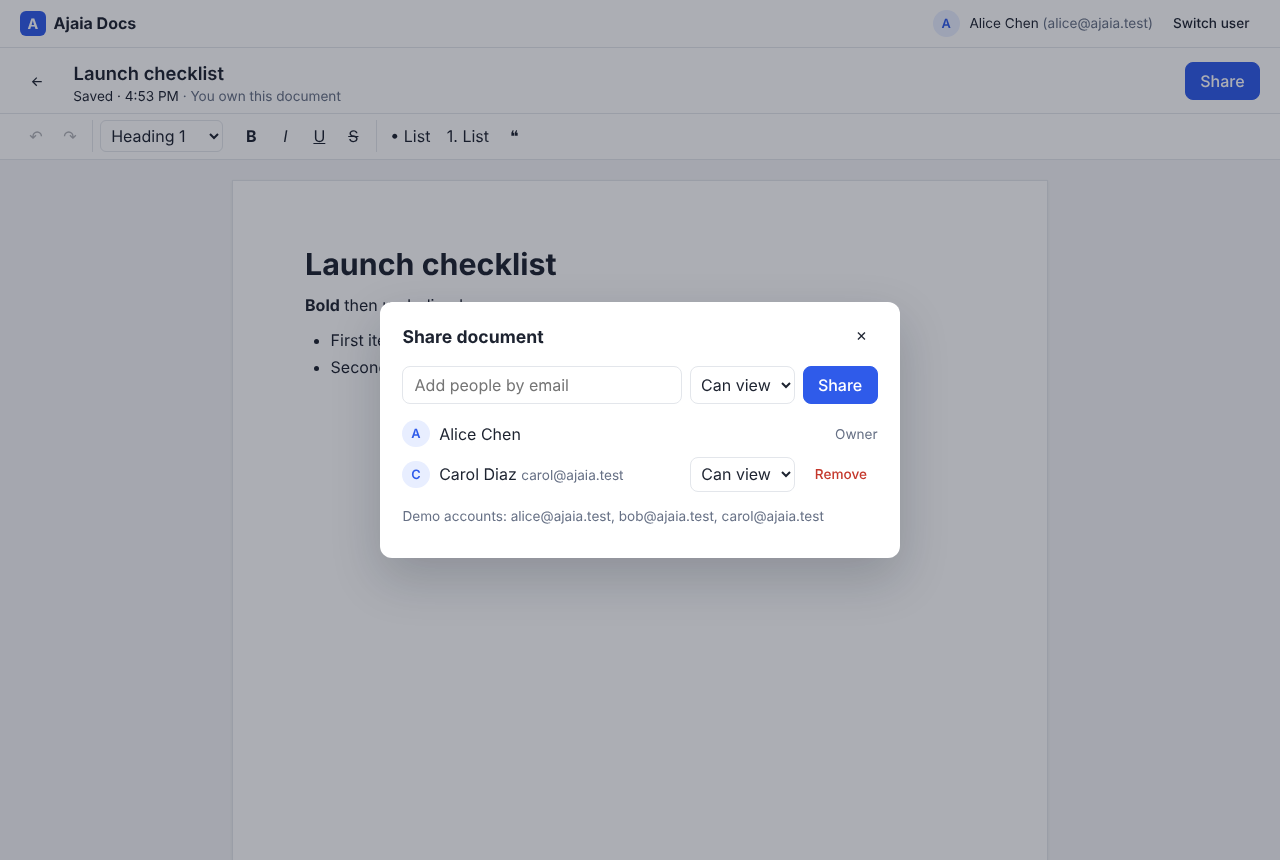 A Ajaia Docs
A Alice Chen (alice@ajaia.test) Switch user
← Launch checklist
Saved · 4:53 PM · You own this document
Share
↶ ↷ Heading 1 B I U S • List 1. List ❝
Launch checklist
Bold then
• First
• Second
Share document ✕
Add people by email Can view Share
A Alice Chen Owner
C Carol Diaz carol@ajaia.test Can view Remove
Demo accounts: alice@ajaia.test, bob@ajaia.test, carol@ajaia.test